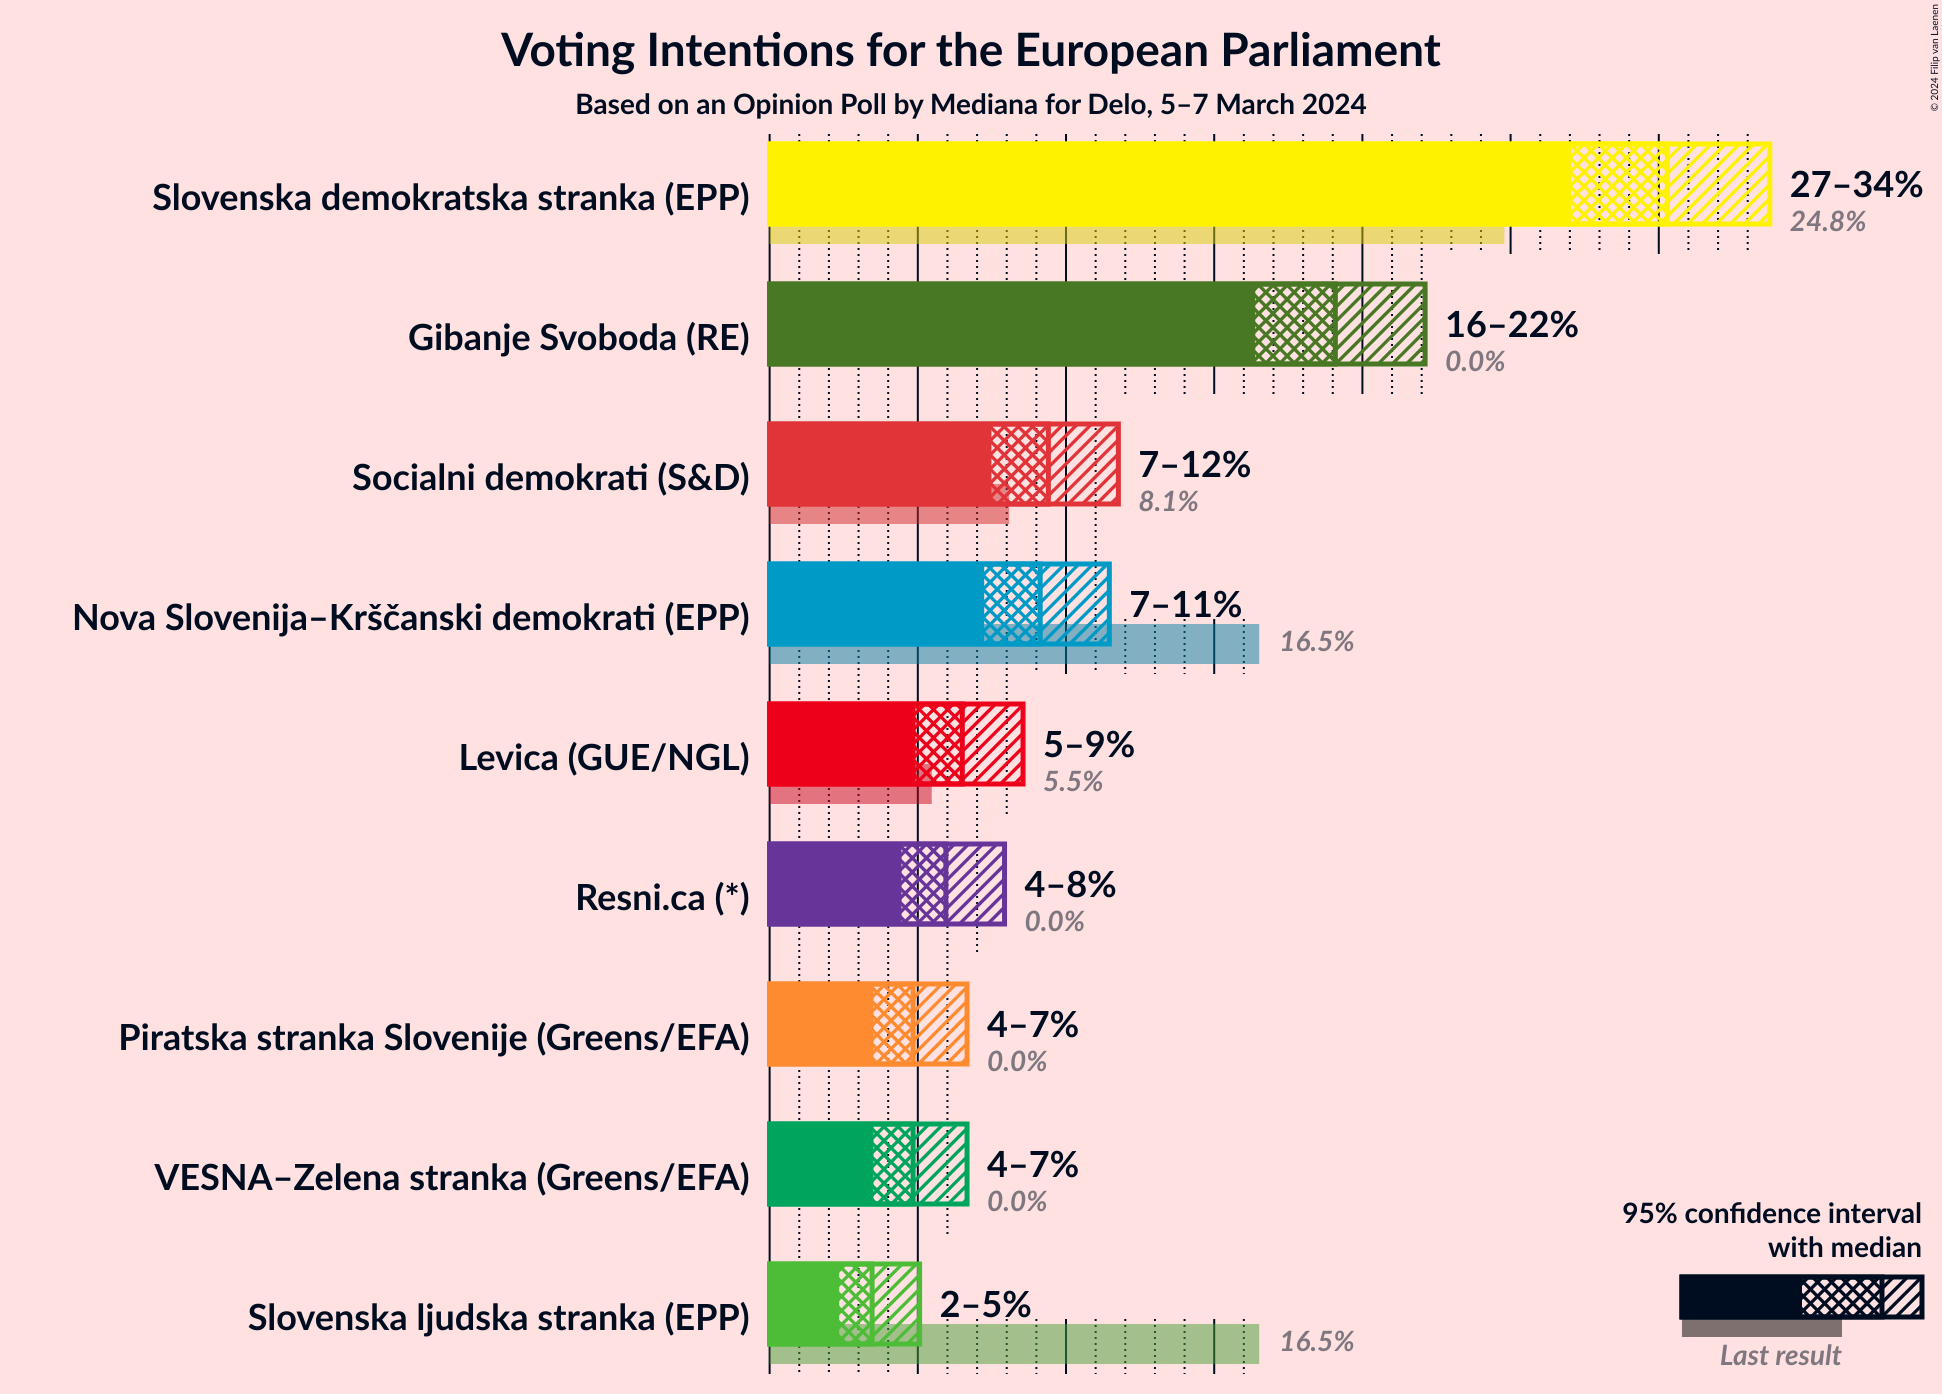 Voting Intentions for the European Parliament
Based on an Opinion Poll by Mediana for Delo, 5–7 March 2024
© 2024 Filip van Laenen
Slovenska demokratska stranka (EPP)
27–34%
24.8%
Gibanje Svoboda (RE)
16–22%
0.0%
Socialni demokrati (S&D)
7–12%
8.1%
Nova Slovenija–Krščanski demokrati (EPP)
7–11%
16.5%
Levica (GUE/NGL)
5–9%
5.5%
Resni.ca (*)
4–8%
0.0%
Piratska stranka Slovenije (Greens/EFA)
4–7%
0.0%
VESNA–Zelena stranka (Greens/EFA)
4–7%
0.0%
Slovenska ljudska stranka (EPP)
2–5%
16.5%
95% confidence interval
with median
Last result